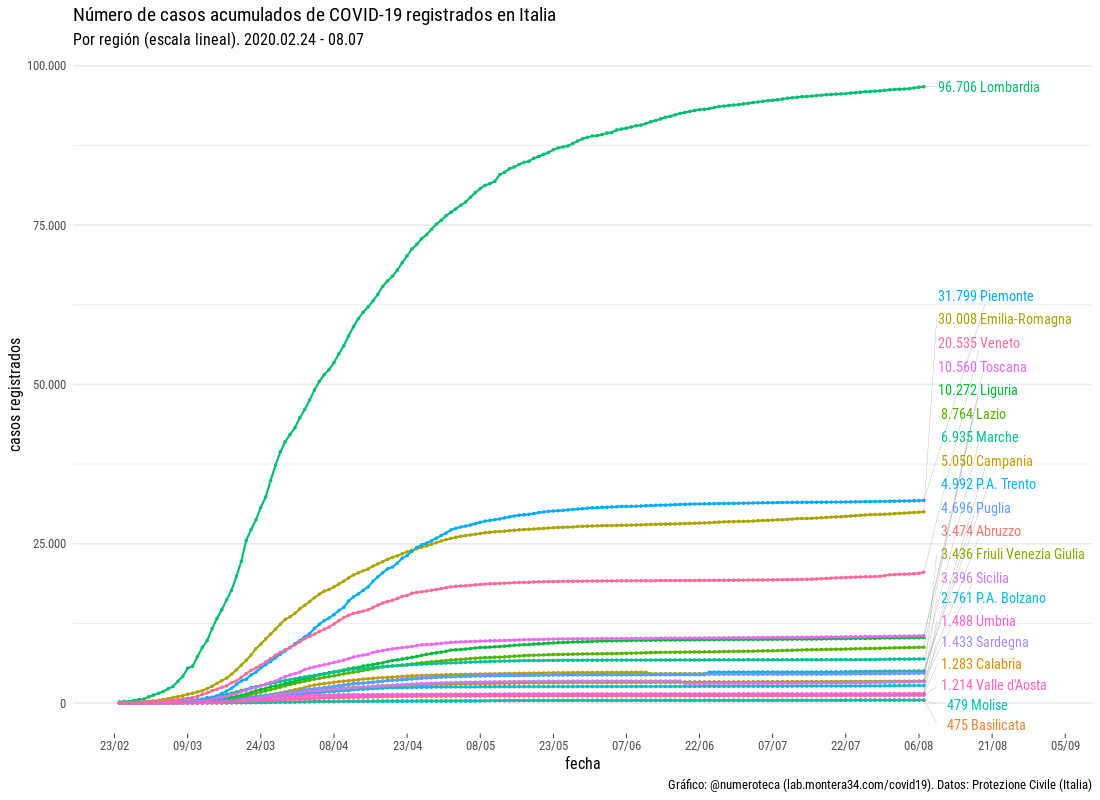 Número de casos acumulados de COVID-19 registrados en Italia
Por región (escala lineal). 2020.02.24 - 08.07
100.000
96.706 Lombardia
75.000
31.799 Piemonte
30.008 Emilia-Romagna
20.535 Veneto
casos registrados
10.560 Toscana
50.000
10.272 Liguria
8.764 Lazio
6.935 Marche
5.050 Campania
4.992 P.A. Trento
4.696 Puglia
3.474 Abruzzo
25.000
3.436 Friuli Venezia Giulia
3.396 Sicilia
2.761 P.A. Bolzano
1.488 Umbria
1.433 Sardegna
1.283 Calabria
1.214 Valle d'Aosta
0
479 Molise
475 Basilicata
23/02 09/03 24/03 08/04 23/04 08/05 23/05 07/06 22/06 07/07 22/07 06/08 21/08 05/09
fecha
Gráfico: @numeroteca (lab.montera34.com/covid19). Datos: Protezione Civile (Italia)